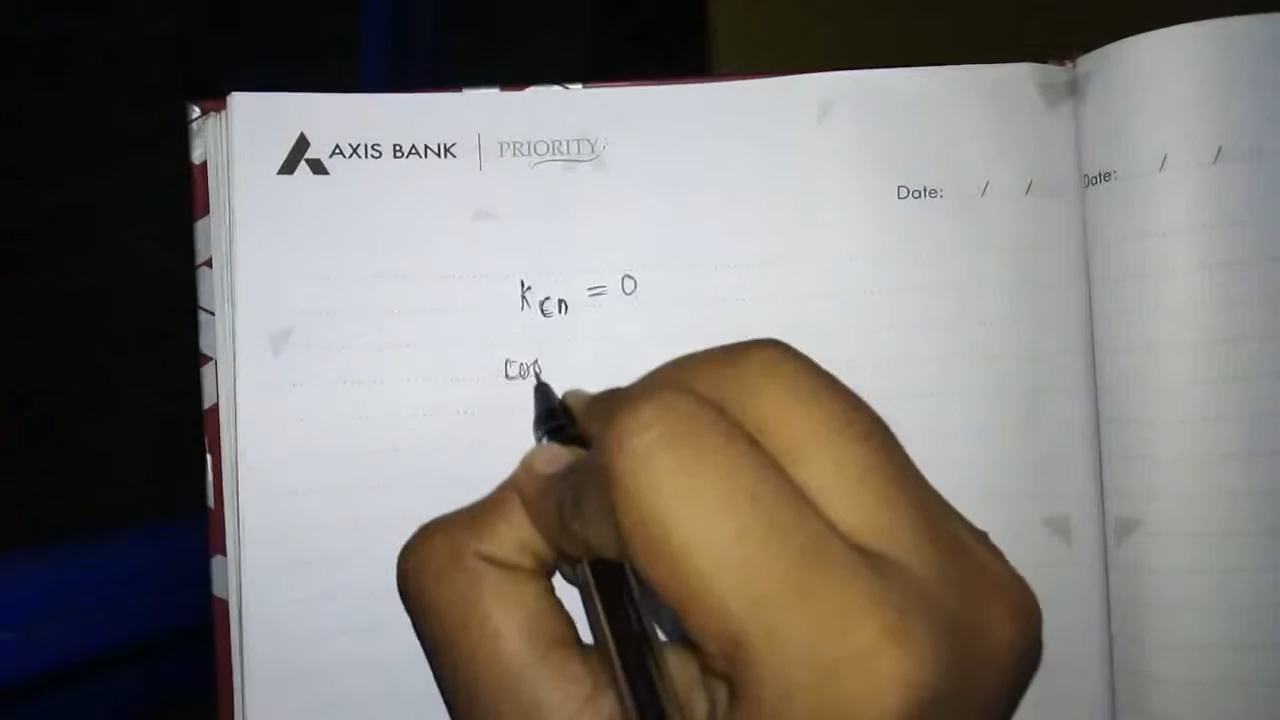 AXIS BANK | PRIORITY
Date: / /
Date: / /
K€n = 0